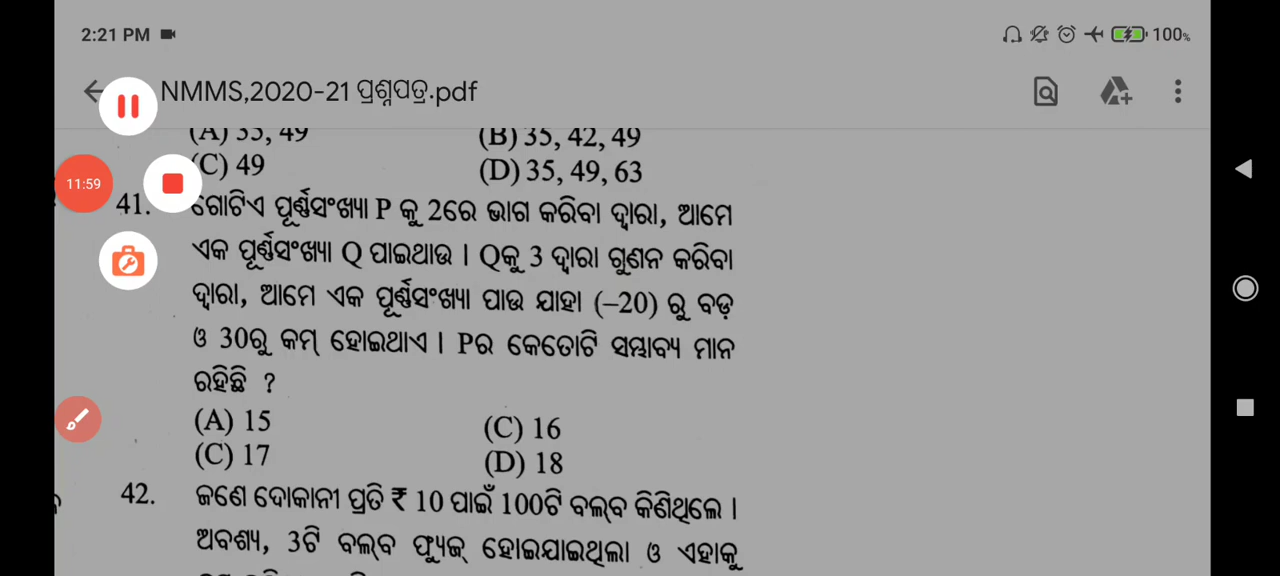 2:21 PM
100%
NMMS,2020-21 ପ୍ରଶ୍ନପତ୍ର.pdf
(A) 35, 49
(B) 35, 42, 49
(C) 49
(D) 35, 49, 63
11:59
41. ଗୋଟିଏ ପୂର୍ଣ୍ଣସଂଖ୍ୟା P କୁ 2ରେ ଭାଗ କରିବା ଦ୍ୱାରା, ଆମେ
ଏକ ପୂର୍ଣ୍ଣସଂଖ୍ୟା Q ପାଇଥାଉ । Qକୁ 3 ଦ୍ୱାରା ଗୁଣନ କରିବା
ଦ୍ୱାରା, ଆମେ ଏକ ପୂର୍ଣ୍ଣସଂଖ୍ୟା ପାଉ ଯାହା (–20) ରୁ ବଡ଼
ଓ 30ରୁ କମ୍ ହୋଇଥାଏ । Pର କେତୋଟି ସମ୍ଭାବ୍ୟ ମାନ
ରହିଛି ?
(A) 15
(C) 16
(C) 17
(D) 18
42. ଜଣେ ଦୋକାନୀ ପ୍ରତି ₹ 10 ପାଇଁ 100ଟି ବଲ୍‌ବ କିଣିଥିଲେ ।
ଅବଶ୍ୟ, 3ଟି ବଲ୍‌ବ ଫ୍ୟୁଜ୍ ହୋଇଯାଇଥିଲା ଓ ଏହାକୁ